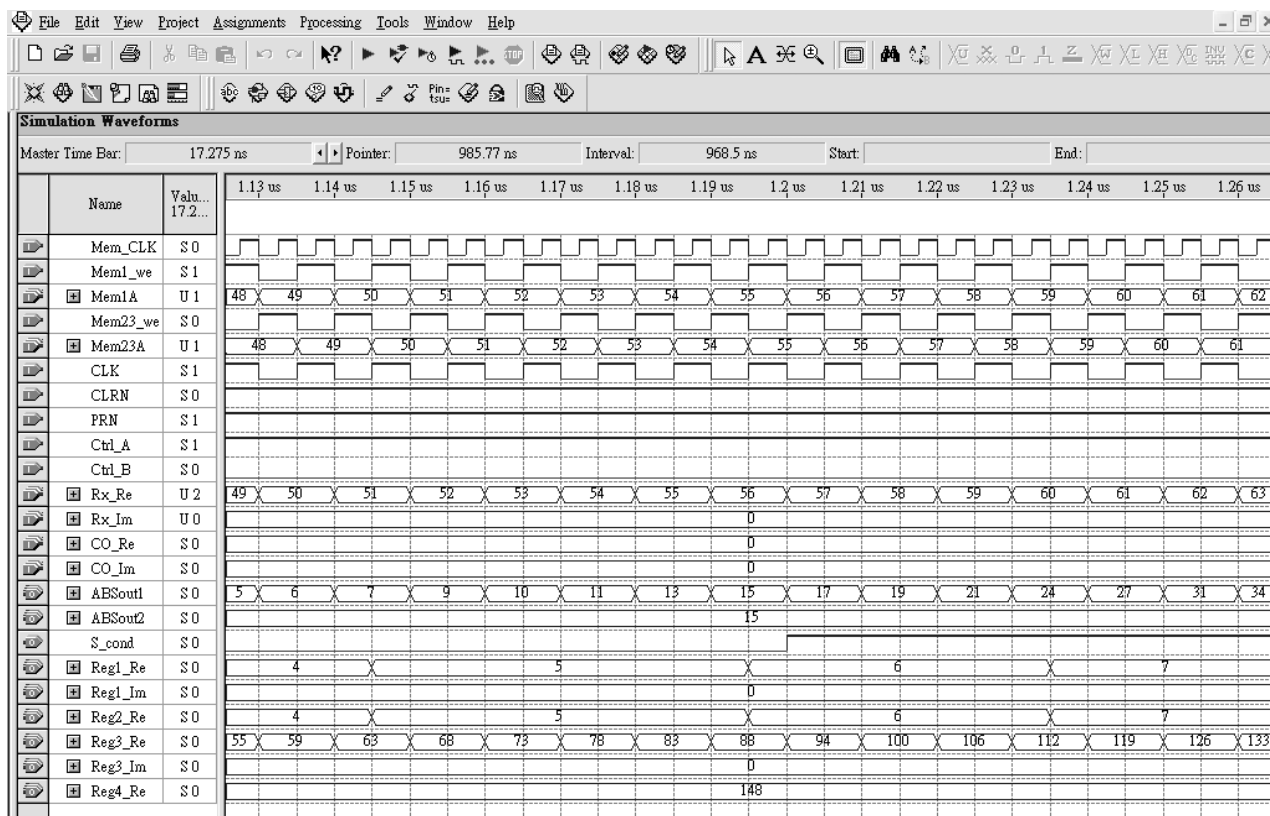 File Edit View Project Assignments Processing Tools Window Help
Simulation Waveforms
Master Time Bar: 17.275 ns Pointer: 985.77 ns Interval: 968.5 ns Start: End:
Name Valu... 17.2... 1.13 us 1.14 us 1.15 us 1.16 us 1.17 us 1.18 us 1.19 us 1.2 us 1.21 us 1.22 us 1.23 us 1.24 us 1.25 us 1.26 us
Mem_CLK S 0
Mem1_we S 1
Mem1A U 1 48 49 50 51 52 53 54 55 56 57 58 59 60 61 62
Mem23_we S 0
Mem23A U 1 48 49 50 51 52 53 54 55 56 57 58 59 60 61
CLK S 1
CLRN S 0
PRN S 1
Ctrl_A S 1
Ctrl_B S 0
Rx_Re U 2 49 50 51 52 53 54 55 56 57 58 59 60 61 62 63
Rx_Im U 0 0
CO_Re S 0 0
CO_Im S 0 0
ABSout1 S 0 5 6 7 9 10 11 13 15 17 19 21 24 27 31 34
ABSout2 S 0 15
S_cond S 0
Reg1_Re S 0 4 5 6 7
Reg1_Im S 0 0
Reg2_Re S 0 4 5 6 7
Reg3_Re S 0 55 59 63 68 73 78 83 88 94 100 106 112 119 126 133
Reg3_Im S 0 0
Reg4_Re S 0 148